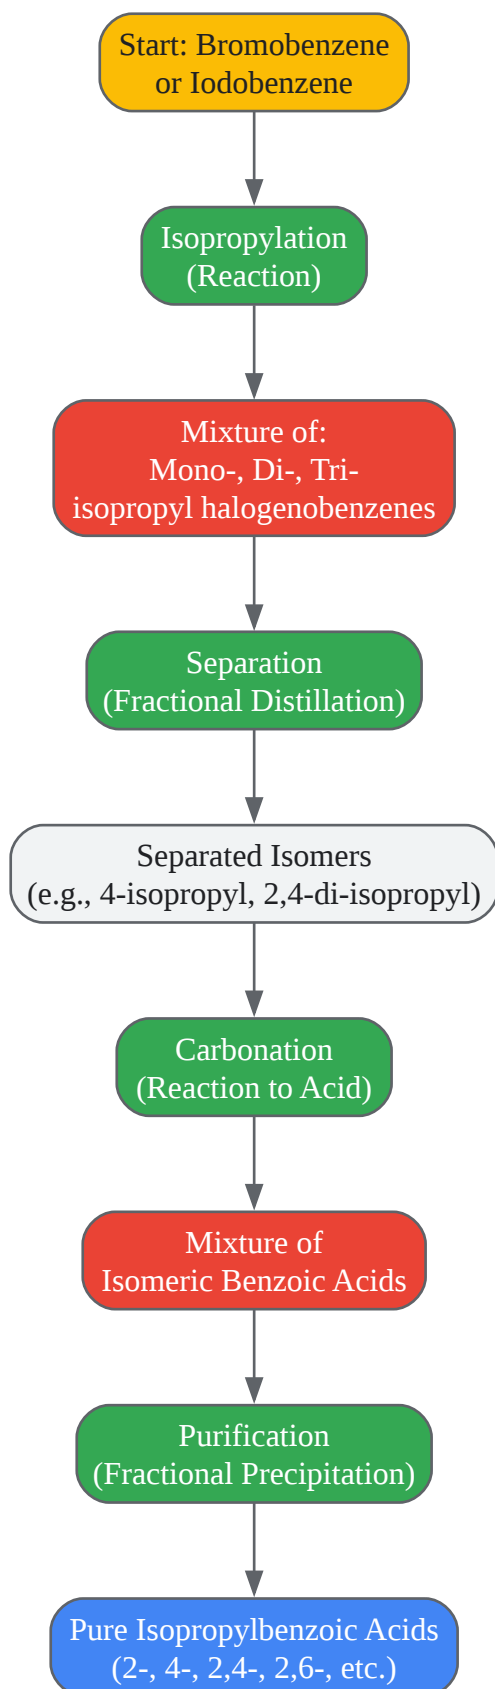 Start: Bromobenzene
or Iodobenzene
Isopropylation
(Reaction)
Mixture of:
Mono-, Di-, Tri-
isopropyl halogenobenzenes
Separation
(Fractional Distillation)
Separated Isomers
(e.g., 4-isopropyl, 2,4-di-isopropyl)
Carbonation
(Reaction to Acid)
Mixture of
Isomeric Benzoic Acids
Purification
(Fractional Precipitation)
Pure Isopropylbenzoic Acids
(2-, 4-, 2,4-, 2,6-, etc.)